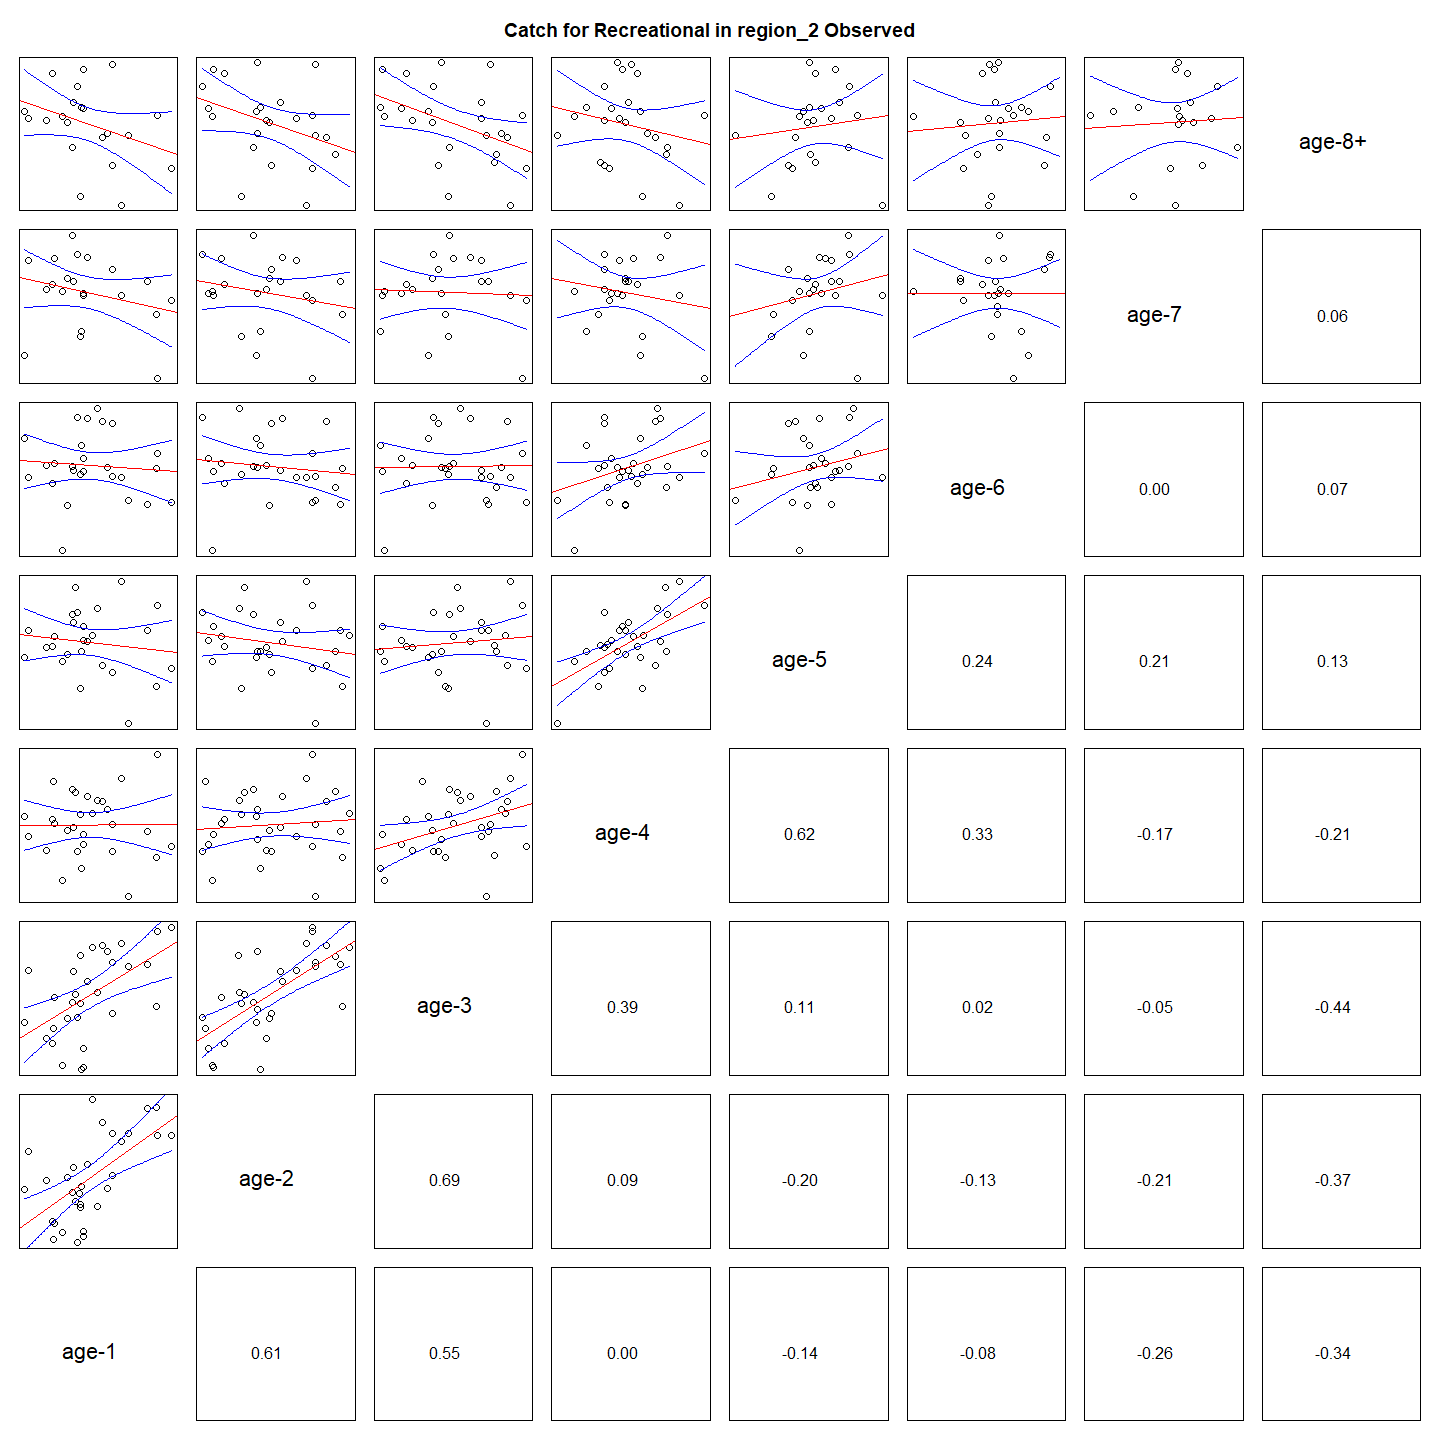 Catch for Recreational in region_2 Observed
age-8+
age-7 0.06
age-6 0.00 0.07
age-5 0.24 0.21 0.13
age-4 0.62 0.33 -0.17 -0.21
age-3 0.39 0.11 0.02 -0.05 -0.44
age-2 0.69 0.09 -0.20 -0.13 -0.21 -0.37
age-1 0.61 0.55 0.00 -0.14 -0.08 -0.26 -0.34